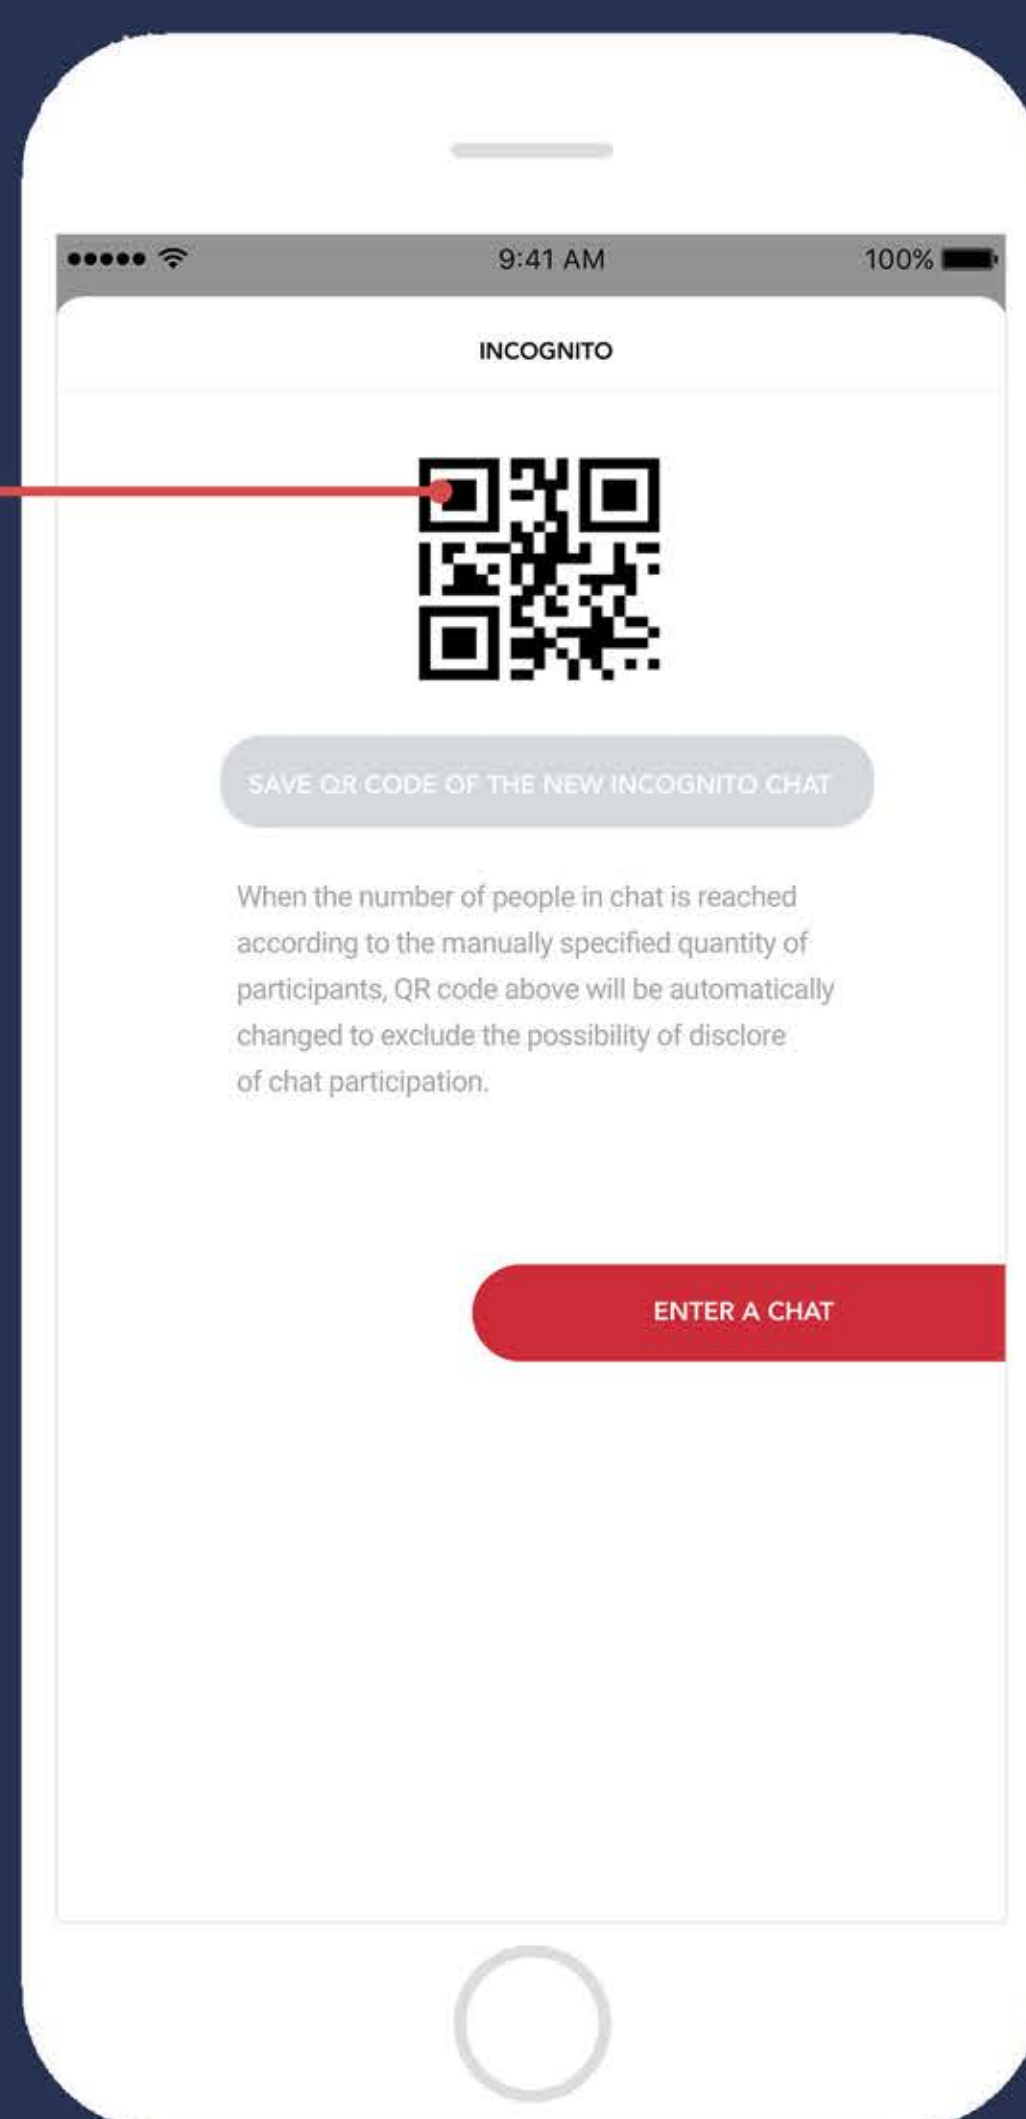 9:41 AM 100%
INCOGNITO
SAVE QR CODE OF THE NEW INCOGNITO CHAT
When the number of people in chat is reached
according to the manually specified quantity of
participants, QR code above will be automatically
changed to exclude the possibility of disclore
of chat participation.
ENTER A CHAT